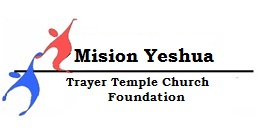 Mision Yeshua
Trayer Temple Church
Foundation